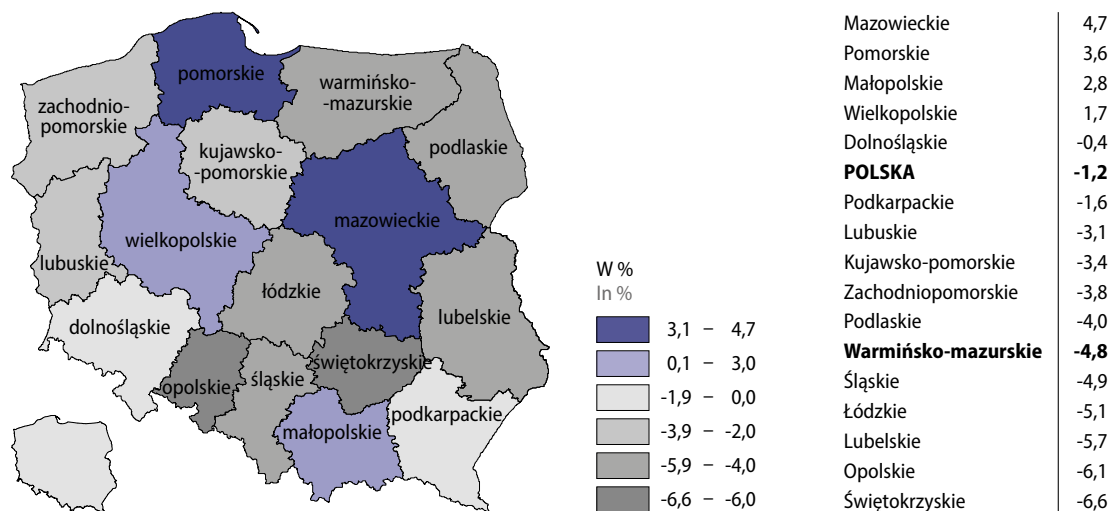 pomorskie
warmińsko-
-mazurskie
zachodnio-
pomorskie
kujawsko-
-pomorskie
podlaskie
mazowieckie
wielkopolskie
lubuskie
łódzkie
dolnośląskie
lubelskie
świętokrzyskie
opolskie
śląskie
podkarpackie
małopolskie
W %
In %
3,1 – 4,7
0,1 – 3,0
-1,9 – 0,0
-3,9 – -2,0
-5,9 – -4,0
-6,6 – -6,0
Mazowieckie 4,7
Pomorskie 3,6
Małopolskie 2,8
Wielkopolskie 1,7
Dolnośląskie -0,4
POLSKA -1,2
Podkarpackie -1,6
Lubuskie -3,1
Kujawsko-pomorskie -3,4
Zachodniopomorskie -3,8
Podlaskie -4,0
Warmińsko-mazurskie -4,8
Śląskie -4,9
Łódzkie -5,1
Lubelskie -5,7
Opolskie -6,1
Świętokrzyskie -6,6